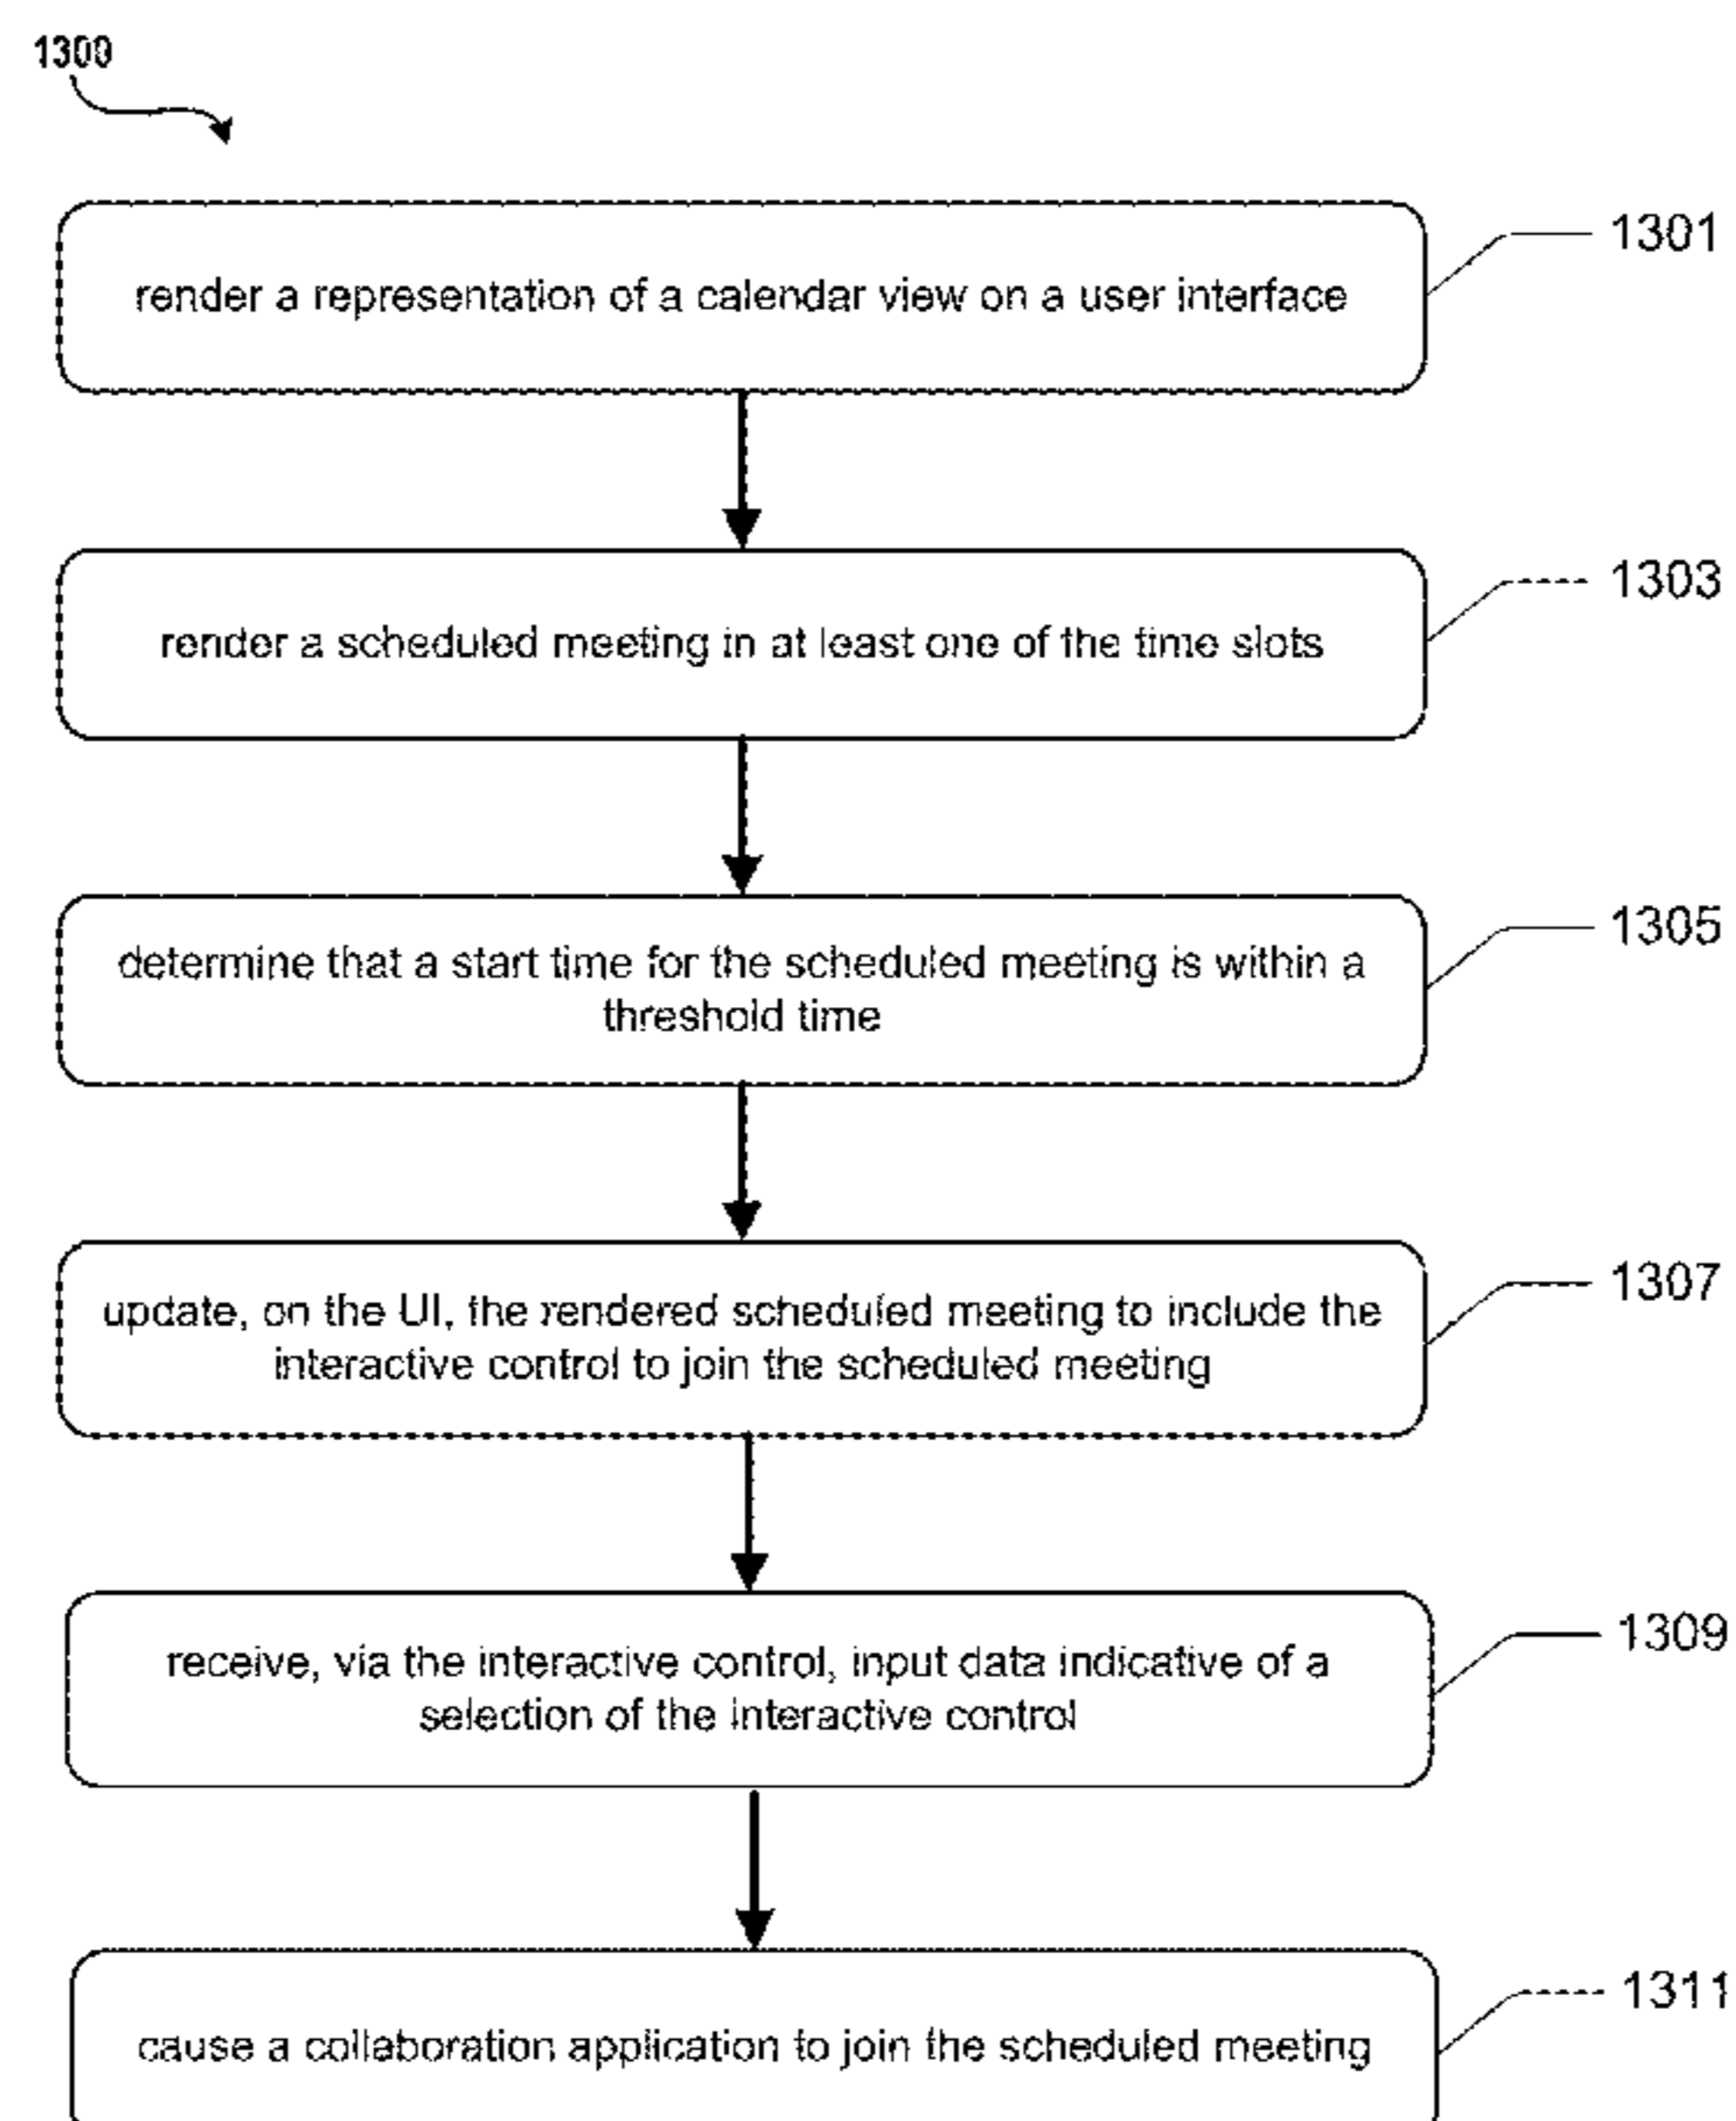 1300
render a representation of a calendar view on a user interface
1301
render a scheduled meeting in at least one of the time slots
1303
determine that a start time for the scheduled meeting is within a
threshold time
1305
update, on the UI, the rendered scheduled meeting to include the
interactive control to join the scheduled meeting
1307
receive, via the interactive control, input data indicative of a
selection of the interactive control
1309
cause a collaboration application to join the scheduled meeting
1311